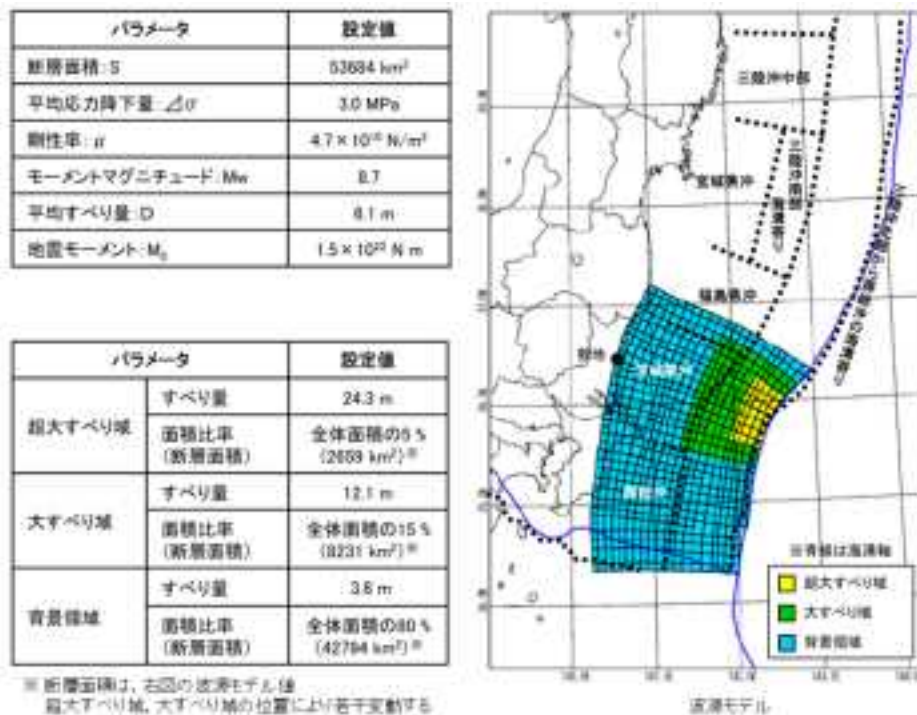 パラメータ 設定値
断層面積:S 53684 km²
平均応力降下量:⊿σ 3.0 MPa
剛性率:μ 4.7×10¹⁰ N/m²
モーメントマグニチュード:Mw 8.7
平均すべり量:D 6.1 m
地震モーメント:M₀ 1.5×10²² N m
パラメータ 設定値
超大すべり域 すべり量 24.3 m
面積比率 全体面積の5 %
(断層面積) (2659 km²)※
大すべり域 すべり量 12.1 m
面積比率 全体面積の15 %
(断層面積) (8231 km²)※
背景領域 すべり量 3.6 m
面積比率 全体面積の80 %
(断層面積) (42794 km²)※
※ 断層面積は、右図の波源モデル値
超大すべり域、大すべり域の位置により若干変動する
三陸沖中部
宮城県沖
三陸沖南部
海溝寄り
福島県沖
敷地
茨城県沖
房総沖
※青線は海溝軸
超大すべり域
大すべり域
背景領域
波源モデル